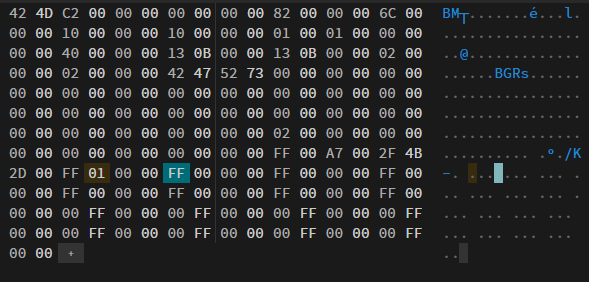 42 4D C2 00 00 00 00 00 00 00 82 00 00 00 6C 00 BM┬.......é...l.
00 00 10 00 00 00 10 00 00 00 01 00 01 00 00 00 ................
40 00 00 00 13 0B 00 00 13 0B 00 00 02 00 ..@.............
00 00 02 00 00 00 42 47 52 73 00 00 00 00 00 00 ......BGRs......
00 00 00 00 00 00 00 00 00 00 00 00 00 00 00 00 ................
00 00 00 00 00 00 00 00 00 00 00 00 00 00 00 00 ................
00 00 00 00 00 00 00 00 00 00 02 00 00 00 00 00 ................
00 00 00 00 00 00 00 00 00 00 FF 00 A7 00 2F 4B .......... .º./K
2D 00 FF 01 00 00 FF 00 00 00 FF 00 00 00 FF 00 -. ... ... ... .
00 00 FF 00 00 00 FF 00 00 00 FF 00 00 00 FF 00 .. ... ... ... .
00 00 00 FF 00 00 00 FF 00 00 00 FF 00 00 00 FF ... ... ... ...
00 00 00 FF 00 00 00 FF 00 00 00 FF 00 00 00 FF ... ... ... ...
00 00 + ..